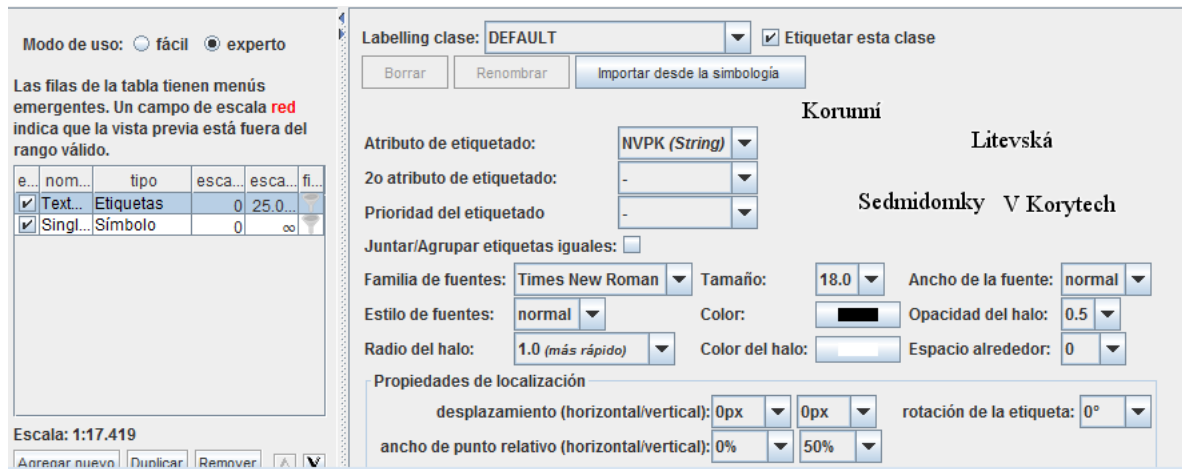 Modo de uso: fácil experto
Las filas de la tabla tienen menús
emergentes. Un campo de escala red
indica que la vista previa está fuera del
rango válido.
e... nom... tipo esca... esca... fi...
Text... Etiquetas 0 25.0...
Singl... Símbolo 0 ∞
Escala: 1:17.419
Agregar nuevo Duplicar Remover
Labelling clase: DEFAULT Etiquetar esta clase
Borrar Renombrar Importar desde la simbología
Korunní
Litevská
Sedmidomky V Korytech
Atributo de etiquetado: NVPK (String)
2o atributo de etiquetado: -
Prioridad del etiquetado -
Juntar/Agrupar etiquetas iguales:
Familia de fuentes: Times New Roman Tamaño: 18.0 Ancho de la fuente: normal
Estilo de fuentes: normal Color: Opacidad del halo: 0.5
Radio del halo: 1.0 (más rápido) Color del halo: Espacio alrededor: 0
Propiedades de localización
desplazamiento (horizontal/vertical): 0px 0px rotación de la etiqueta: 0°
ancho de punto relativo (horizontal/vertical): 0% 50%